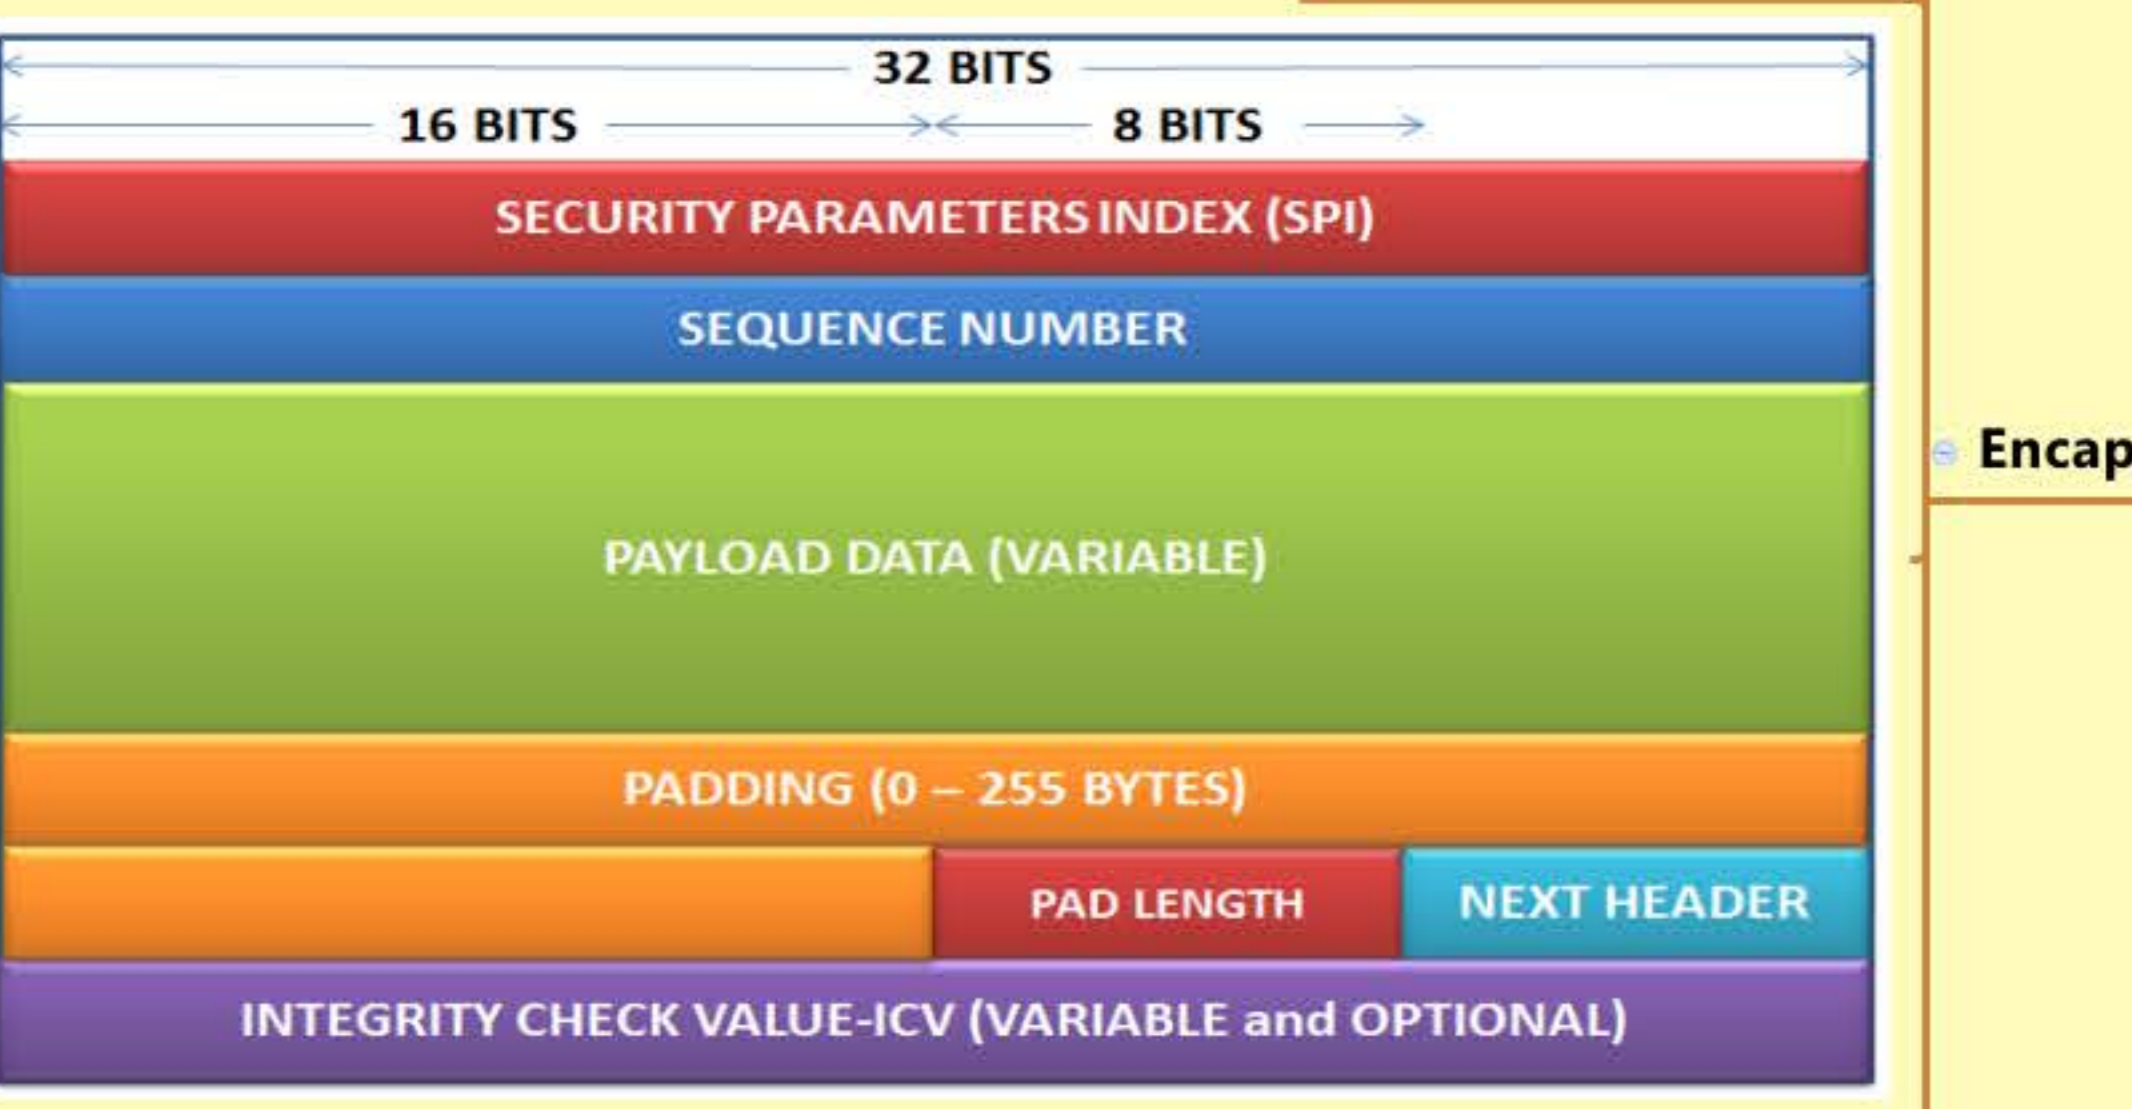 32 BITS
16 BITS 8 BITS
SECURITY PARAMETERS INDEX (SPI)
SEQUENCE NUMBER
Encap
PAYLOAD DATA (VARIABLE)
PADDING (0 – 255 BYTES)
PAD LENGTH NEXT HEADER
INTEGRITY CHECK VALUE-ICV (VARIABLE and OPTIONAL)